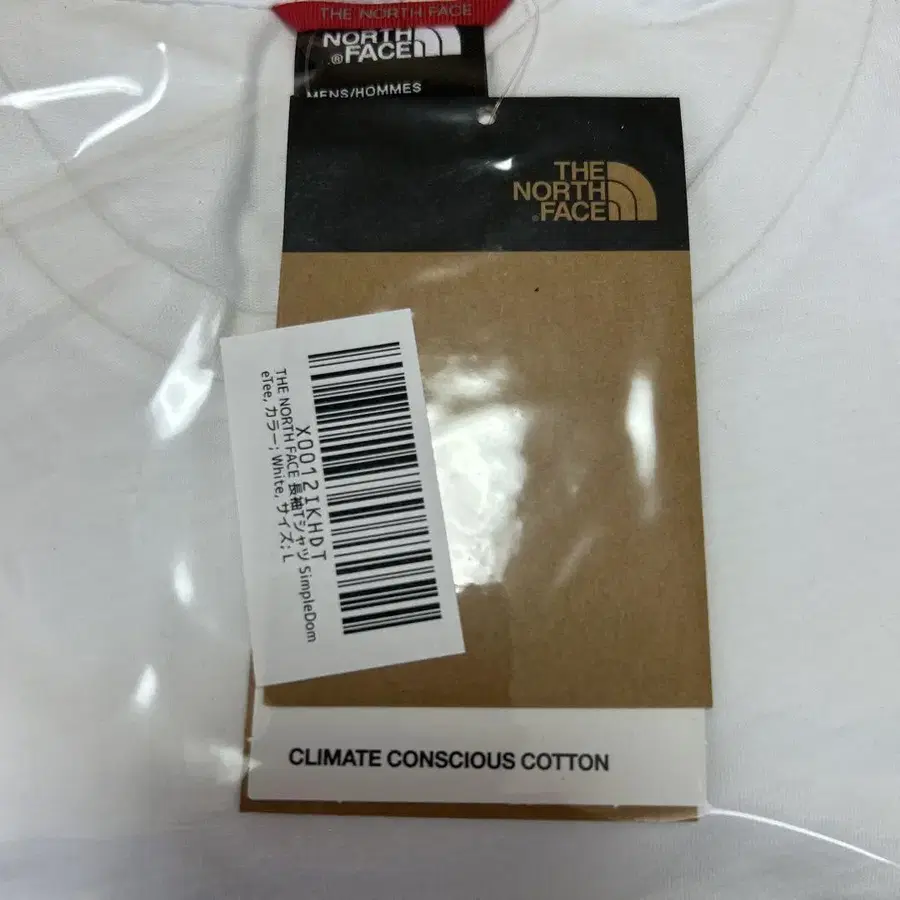 THE NORTH FACE
NORTH
FACE
MENS/HOMMES
THE
NORTH
FACE
X0012IKHDT
THE NORTH FACE 長袖Tシャツ SimpleDom
eTee, カラー; White, サイズ; L
CLIMATE CONSCIOUS COTTON